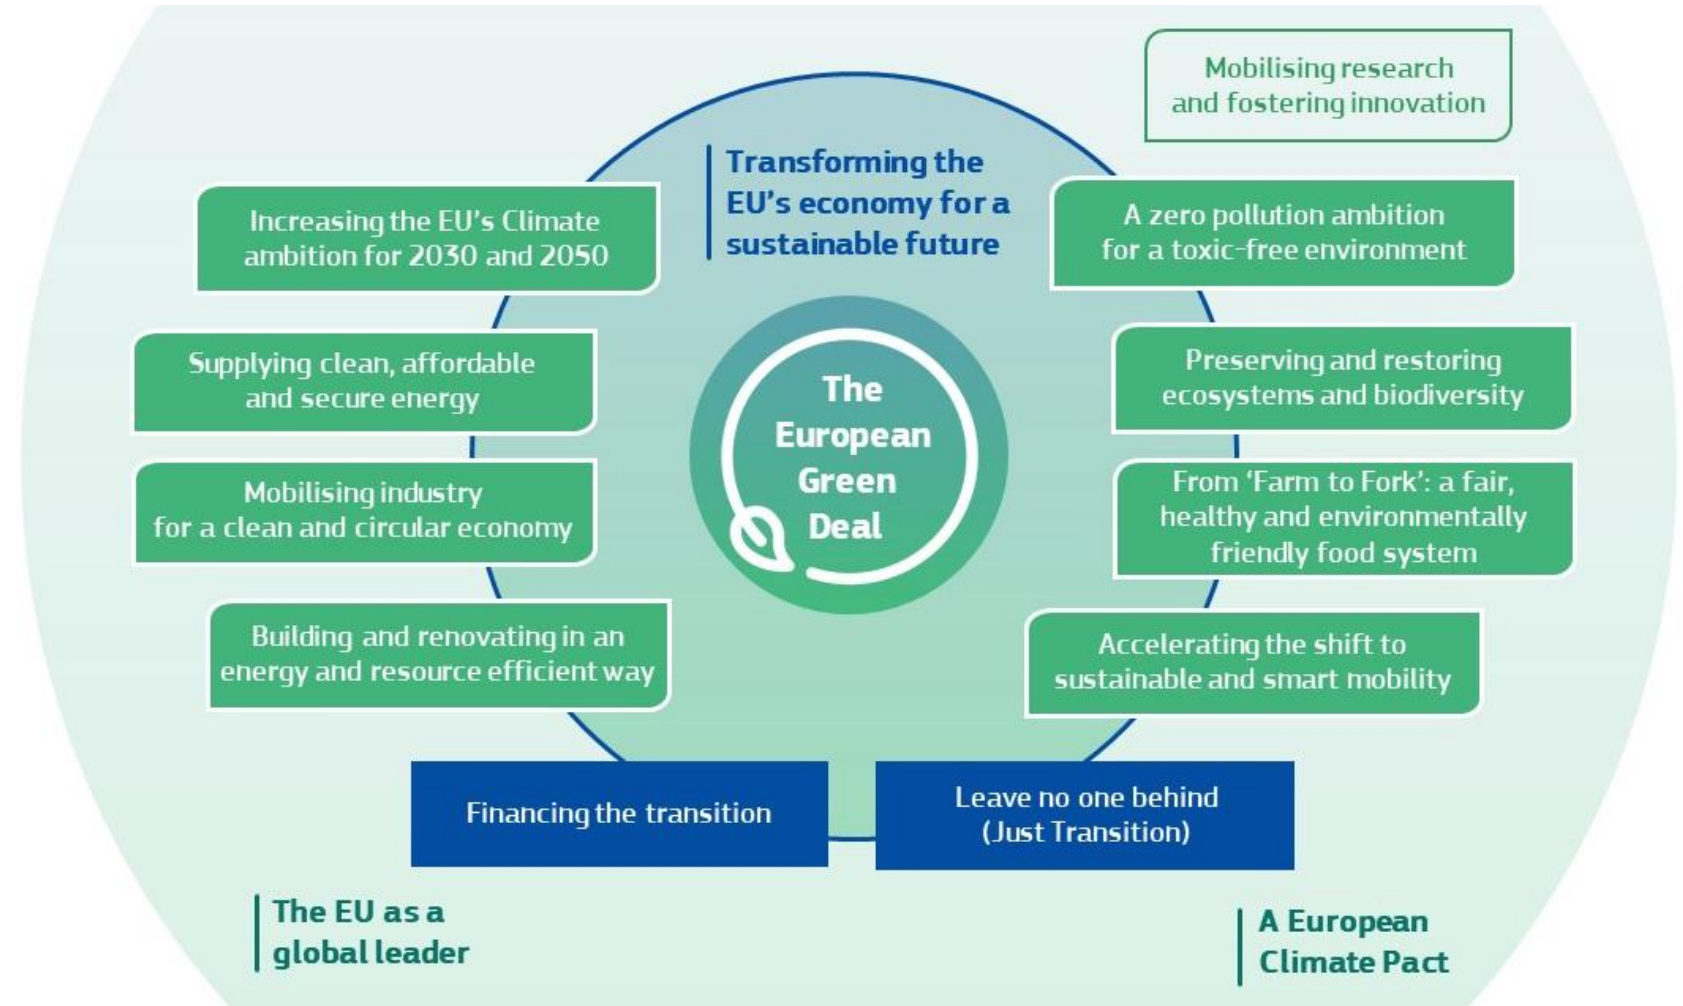 Mobilising research
and fostering innovation
Transforming the
EU's economy for a
sustainable future
Increasing the EU's Climate
ambition for 2030 and 2050
A zero pollution ambition
for a toxic-free environment
Supplying clean, affordable
and secure energy
Preserving and restoring
ecosystems and biodiversity
The
European
Green
Deal
Mobilising industry
for a clean and circular economy
From ‘Farm to Fork’: a fair,
healthy and environmentally
friendly food system
Building and renovating in an
energy and resource efficient way
Accelerating the shift to
sustainable and smart mobility
Financing the transition
Leave no one behind
(Just Transition)
The EU as a
global leader
A European
Climate Pact